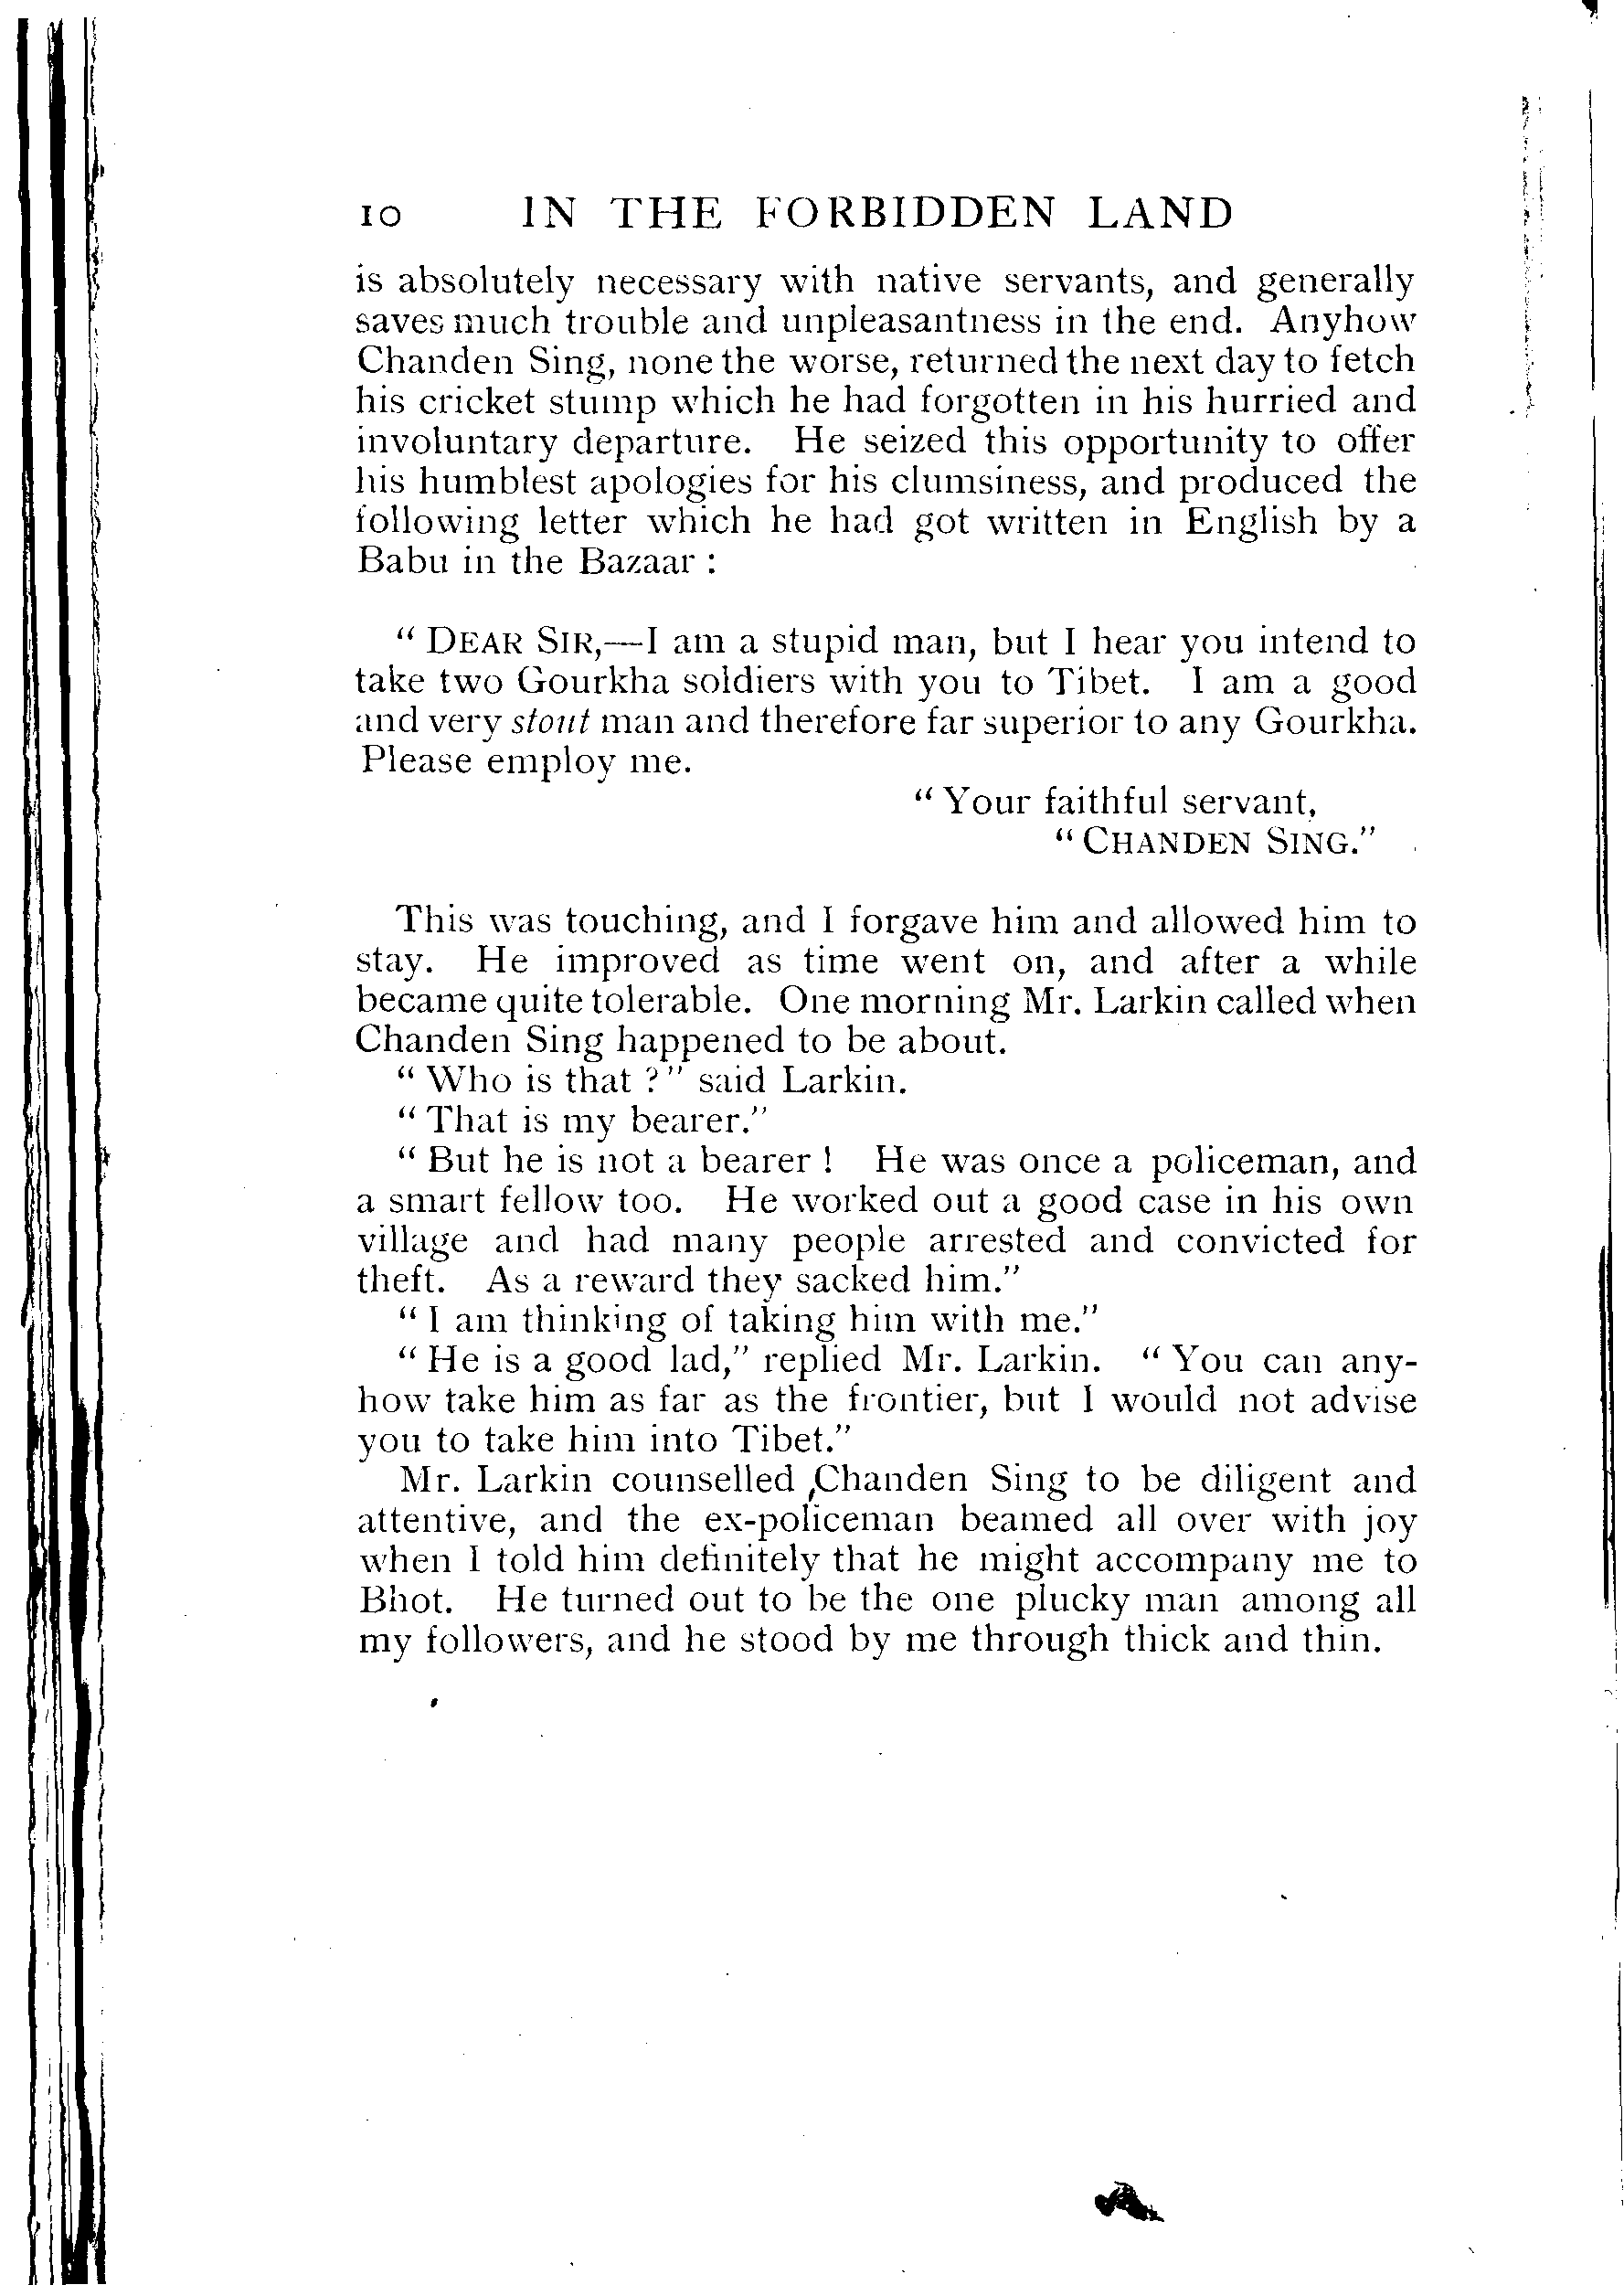 10 IN THE FORBIDDEN LAND
is absolutely necessary with native servants, and generally
saves much trouble and unpleasantness in the end. Anyhow
Chanden Sing, none the worse, returned the next day to fetch
his cricket stump which he had forgotten in his hurried and
involuntary departure. He seized this opportunity to offer
his humblest apologies for his clumsiness, and produced the
following letter which he had got written in English by a
Babu in the Bazaar :
“ DEAR SIR,—I am a stupid man, but I hear you intend to
take two Gourkha soldiers with you to Tibet. I am a good
and very stout man and therefore far superior to any Gourkha.
Please employ me.
“ Your faithful servant,
“ CHANDEN SING.”
This was touching, and I forgave him and allowed him to
stay. He improved as time went on, and after a while
became quite tolerable. One morning Mr. Larkin called when
Chanden Sing happened to be about.
“ Who is that ?” said Larkin.
“ That is my bearer.”
“ But he is not a bearer ! He was once a policeman, and
a smart fellow too. He worked out a good case in his own
village and had many people arrested and convicted for
theft. As a reward they sacked him.”
“ I am thinking of taking him with me.”
“ He is a good lad,” replied Mr. Larkin. “ You can any-
how take him as far as the frontier, but I would not advise
you to take him into Tibet.”
Mr. Larkin counselled Chanden Sing to be diligent and
attentive, and the ex-policeman beamed all over with joy
when I told him definitely that he might accompany me to
Bhot. He turned out to be the one plucky man among all
my followers, and he stood by me through thick and thin.